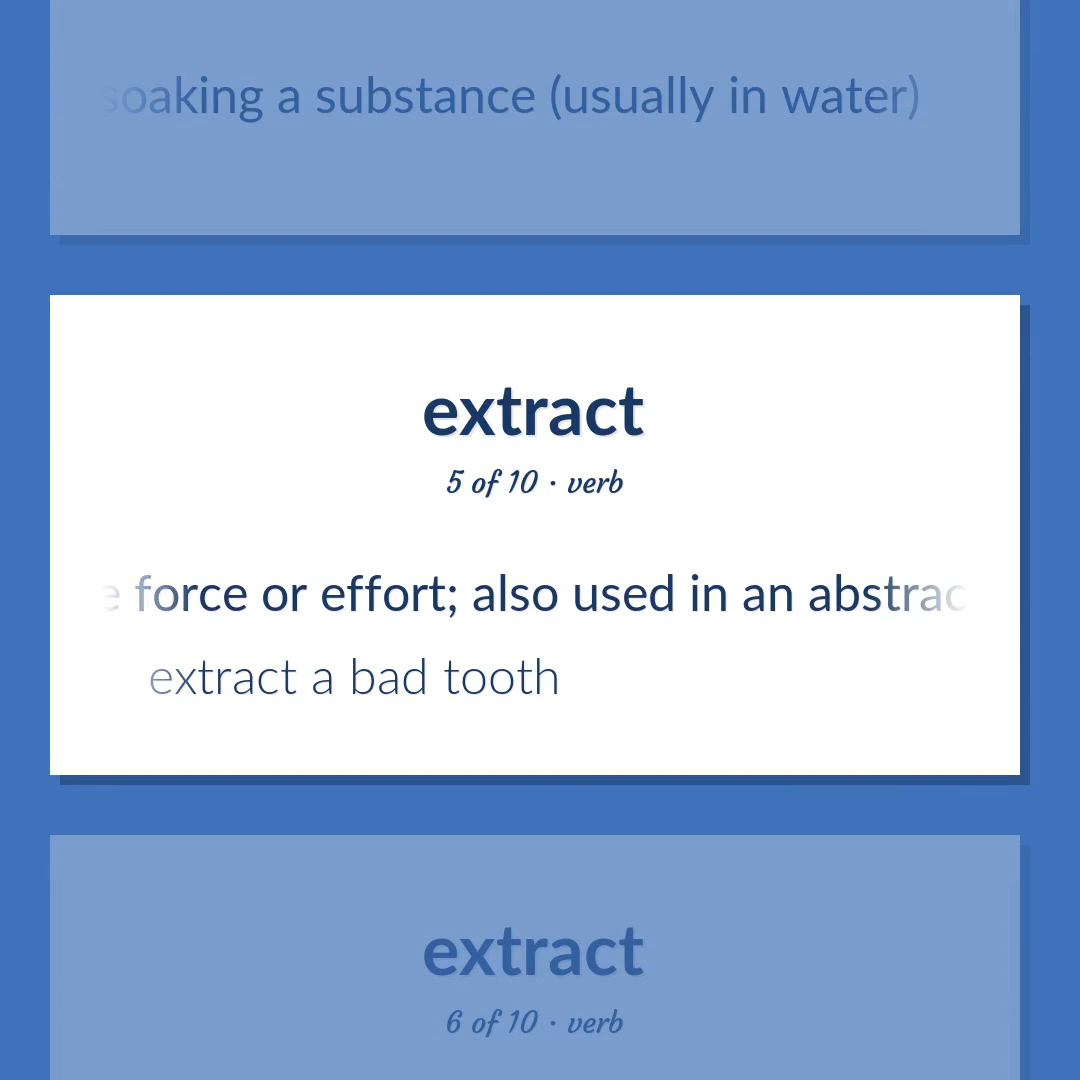 soaking a substance (usually in water)
extract
5 of 10 · verb
force or effort; also used in an abstrac
extract a bad tooth
extract
6 of 10 · verb